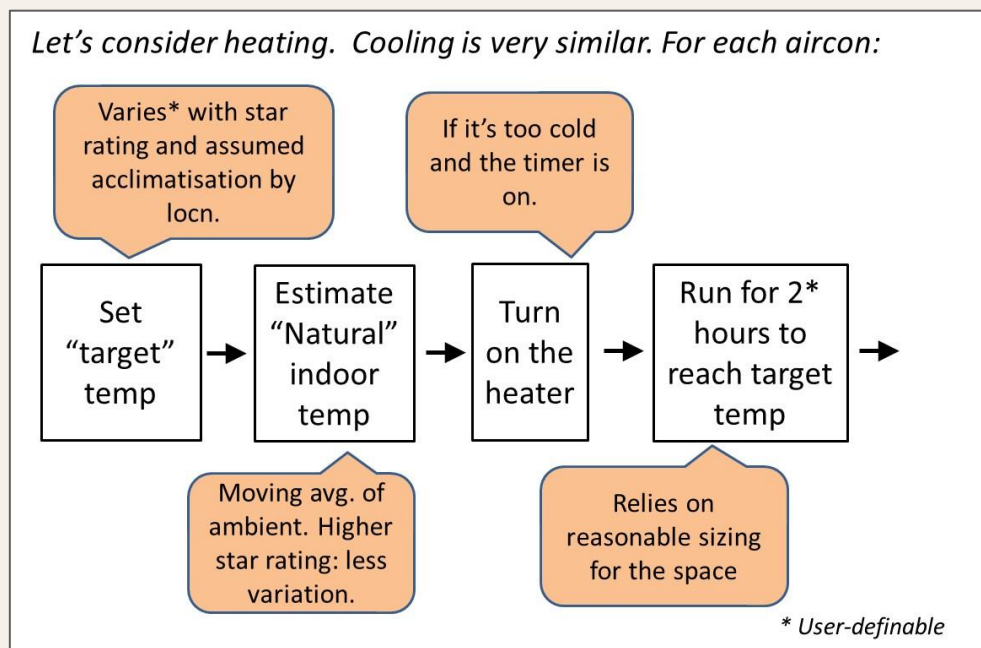 Let’s consider heating.  Cooling is very similar. For each aircon:
Varies* with star
rating and assumed
acclimatisation by
locn.
If it’s too cold
and the timer is
on.
Set
“target”
temp
Estimate
“Natural”
indoor
temp
Turn
on the
heater
Run for 2*
hours to
reach target
temp
Moving avg. of
ambient. Higher
star rating: less
variation.
Relies on
reasonable sizing
for the space
* User-definable